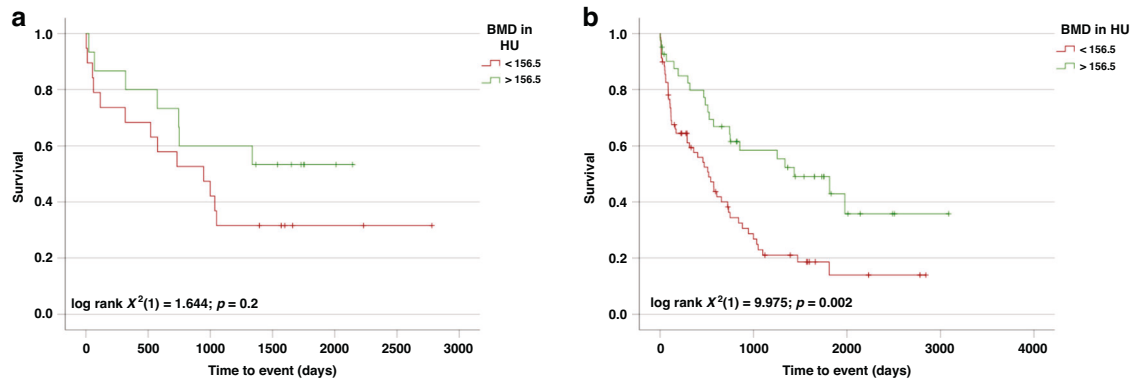 a
BMD in
HU
< 156.5
> 156.5
1.0
0.8
0.6
0.4
0.2
0.0
Survival
log rank X²(1) = 1.644; p = 0.2
0 500 1000 1500 2000 2500 3000
Time to event (days)
b
BMD in HU
< 156.5
> 156.5
1.0
0.8
0.6
0.4
0.2
0.0
Survival
log rank X²(1) = 9.975; p = 0.002
0 1000 2000 3000 4000
Time to event (days)